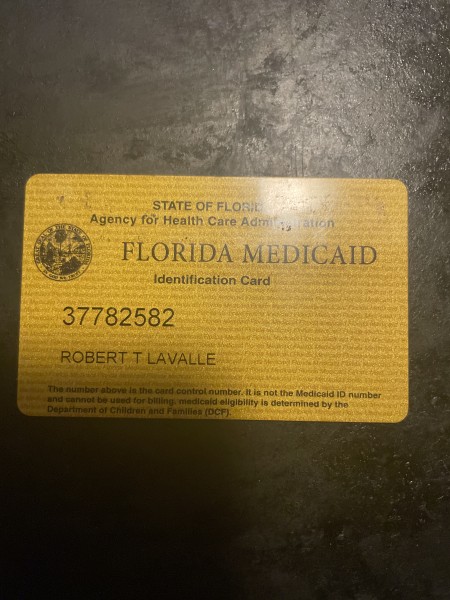 STATE OF FLORIDA
Agency for Health Care Administration
FLORIDA MEDICAID
Identification Card
37782582
ROBERT T LAVALLE
The number above is the card control number. It is not the Medicaid ID number
and cannot be used for billing. medicaid eligibility is determined by the
Department of Children and Families (DCF).